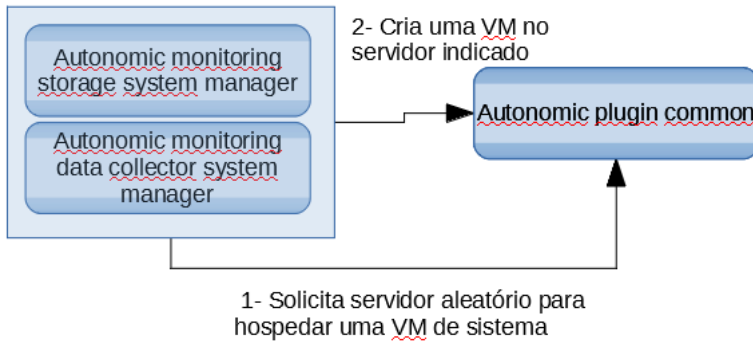 Autonomic monitoring
storage system manager
Autonomic monitoring
data collector system
manager
2- Cria uma VM no
servidor indicado
Autonomic plugin common
1- Solicita servidor aleatório para
hospedar uma VM de sistema